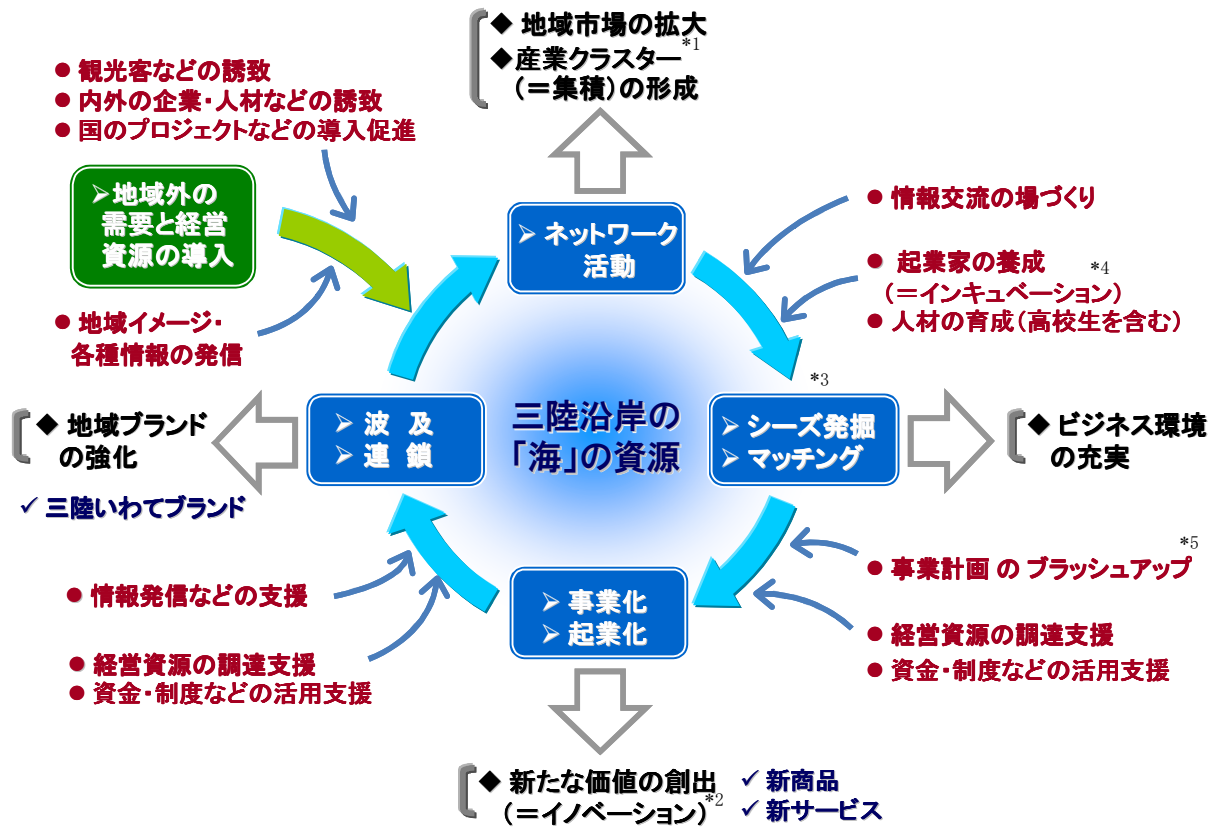 ◆ 地域市場の拡大
◆産業クラスター*1
(=集積)の形成
● 観光客などの誘致
● 内外の企業・人材などの誘致
● 国のプロジェクトなどの導入促進
➢地域外の
需要と経営
資源の導入
➢ ネットワーク
活動
● 情報交流の場づくり
● 起業家の養成
(=インキュベーション)*4
● 人材の育成(高校生を含む)
● 地域イメージ・
各種情報の発信
*3
◆ 地域ブランド
の強化
✓ 三陸いわてブランド
➢ 波 及
➢ 連 鎖
三陸沿岸の
「海」の資源
➢ シーズ発掘
➢ マッチング
◆ ビジネス環境
の充実
● 事業計画 の ブラッシュアップ*5
● 情報発信などの支援
➢ 事業化
➢ 起業化
● 経営資源の調達支援
● 資金・制度などの活用支援
● 経営資源の調達支援
● 資金・制度などの活用支援
◆ 新たな価値の創出
(=イノベーション)*2
✓ 新商品
✓ 新サービス